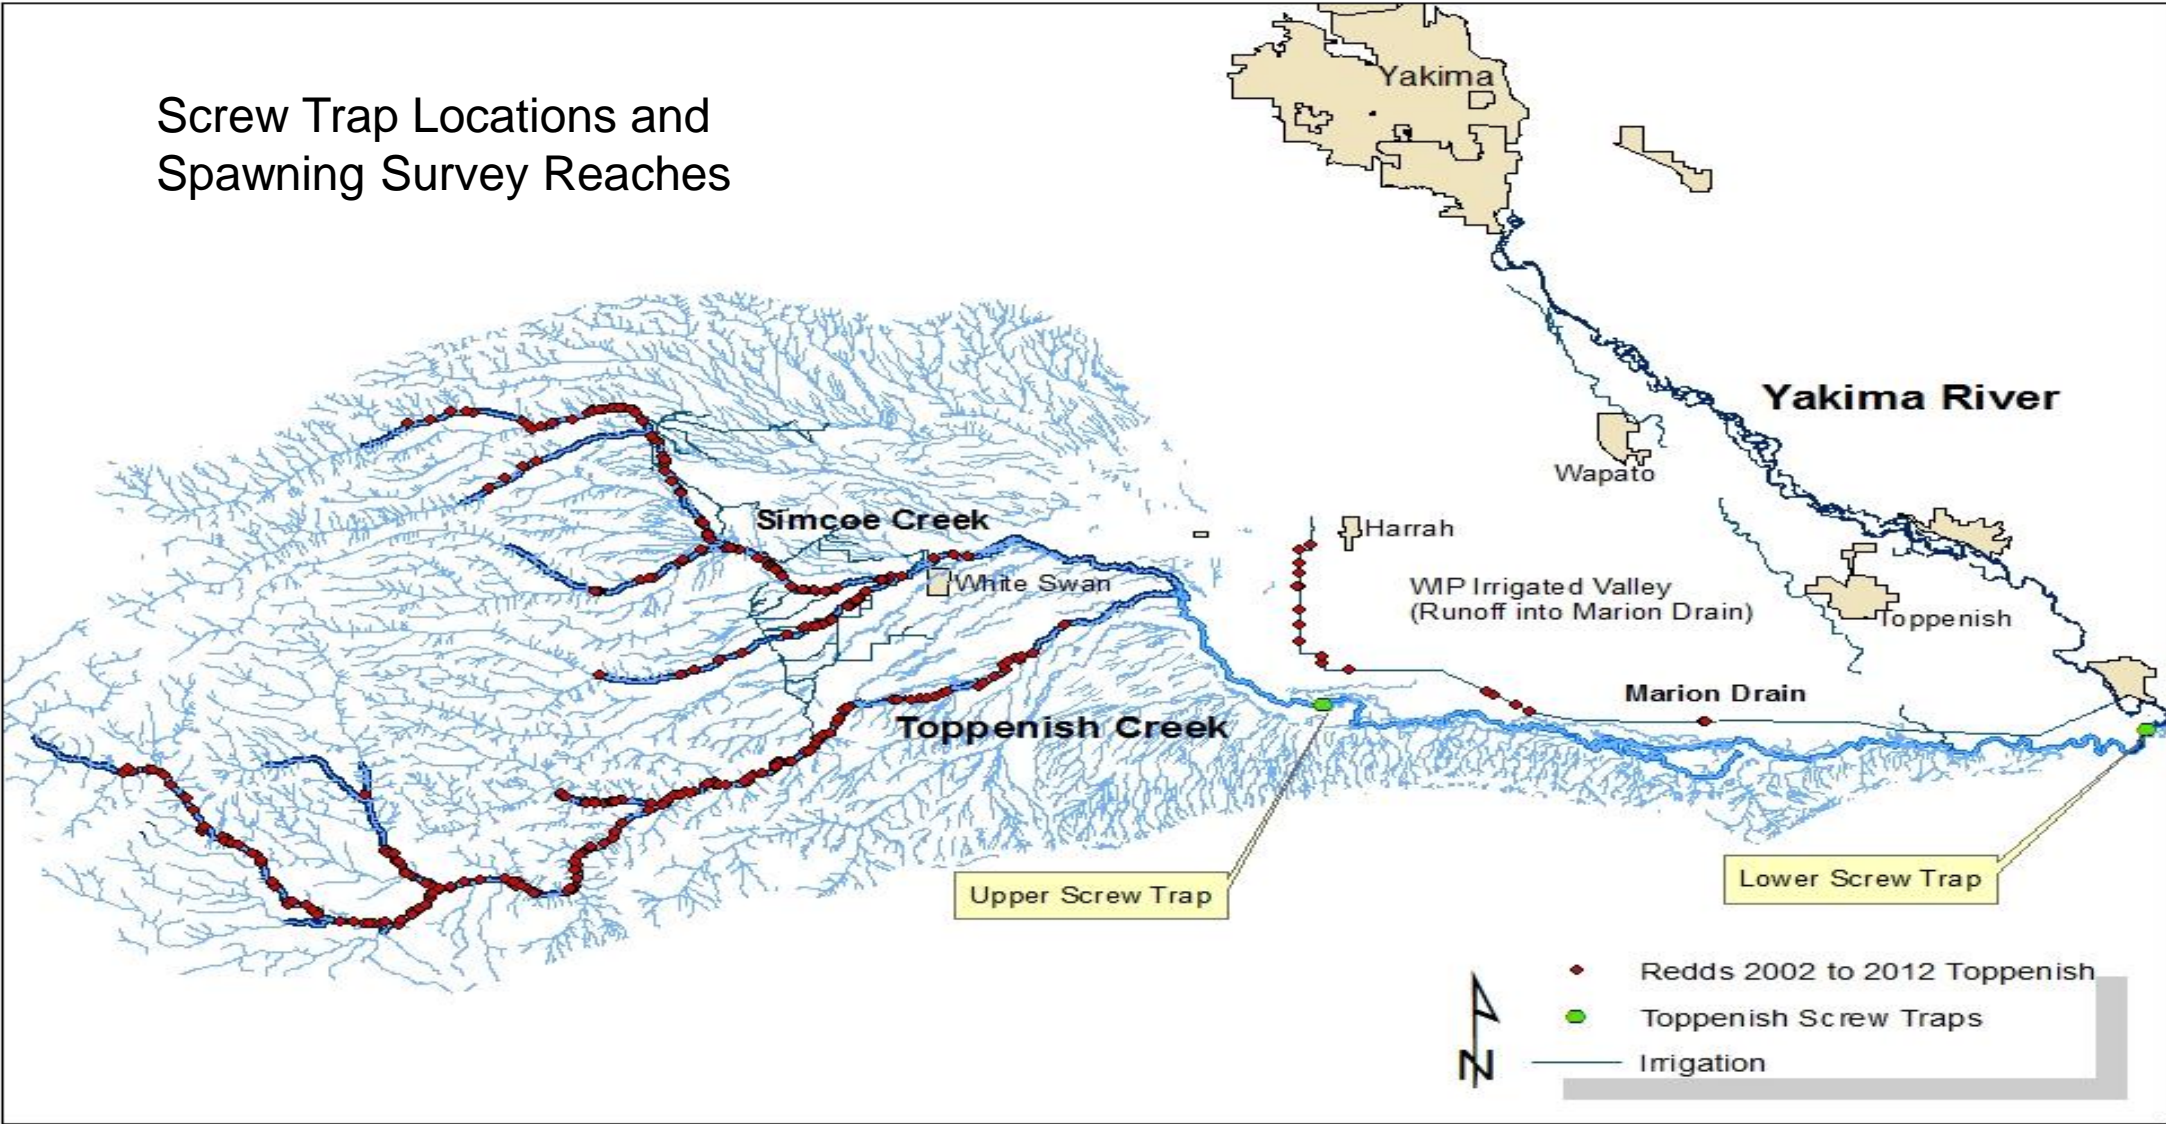 Screw Trap Locations and
Spawning Survey Reaches
Yakima
Yakima River
Wapato
Simcoe Creek
Harrah
White Swan
WIP Irrigated Valley
(Runoff into Marion Drain)
Toppenish
Marion Drain
Toppenish Creek
Upper Screw Trap
Lower Screw Trap
Redds 2002 to 2012 Toppenish
Toppenish Screw Traps
Irrigation
N